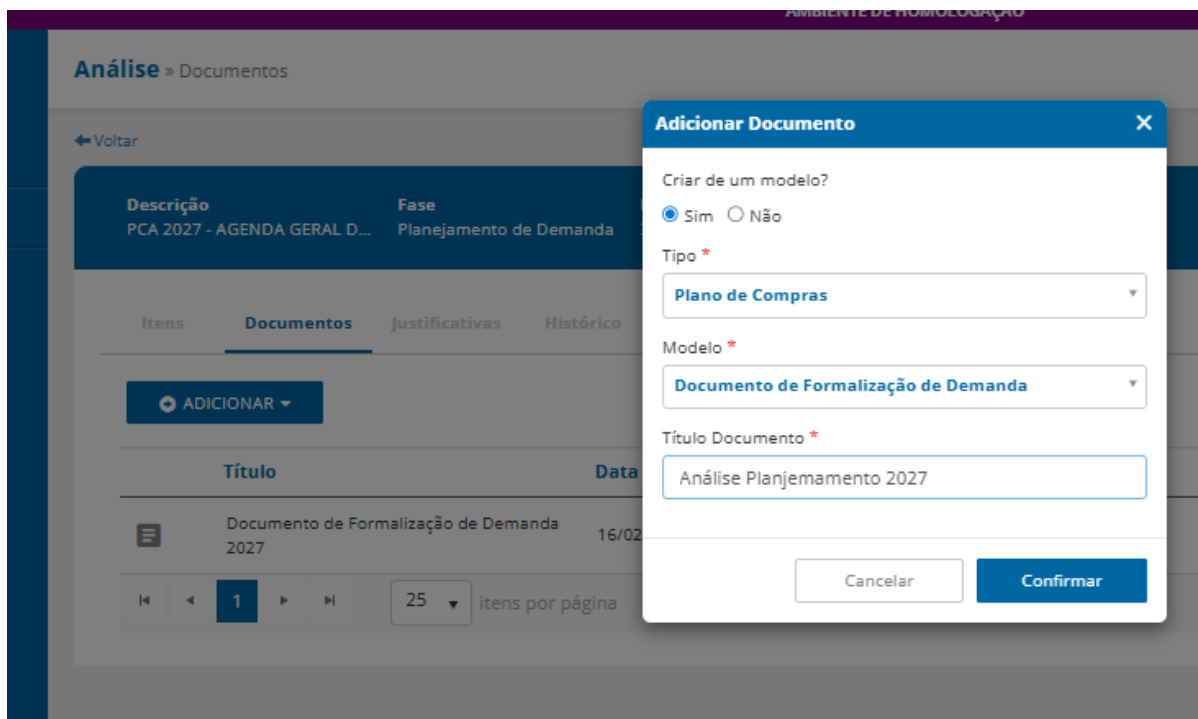 AMBIENTE DE HOMOLOGAÇÃO
Análise » Documentos
Voltar
Descrição Fase
PCA 2027 - AGENDA GERAL D... Planejamento de Demanda
Itens Documentos Justificativas Histórico
ADICIONAR
Título Data
Documento de Formalização de Demanda
2027
16/02
1 25 itens por página
Adicionar Documento
Criar de um modelo?
Sim Não
Tipo *
Plano de Compras
Modelo *
Documento de Formalização de Demanda
Título Documento *
Análise Planjemamento 2027
Cancelar Confirmar